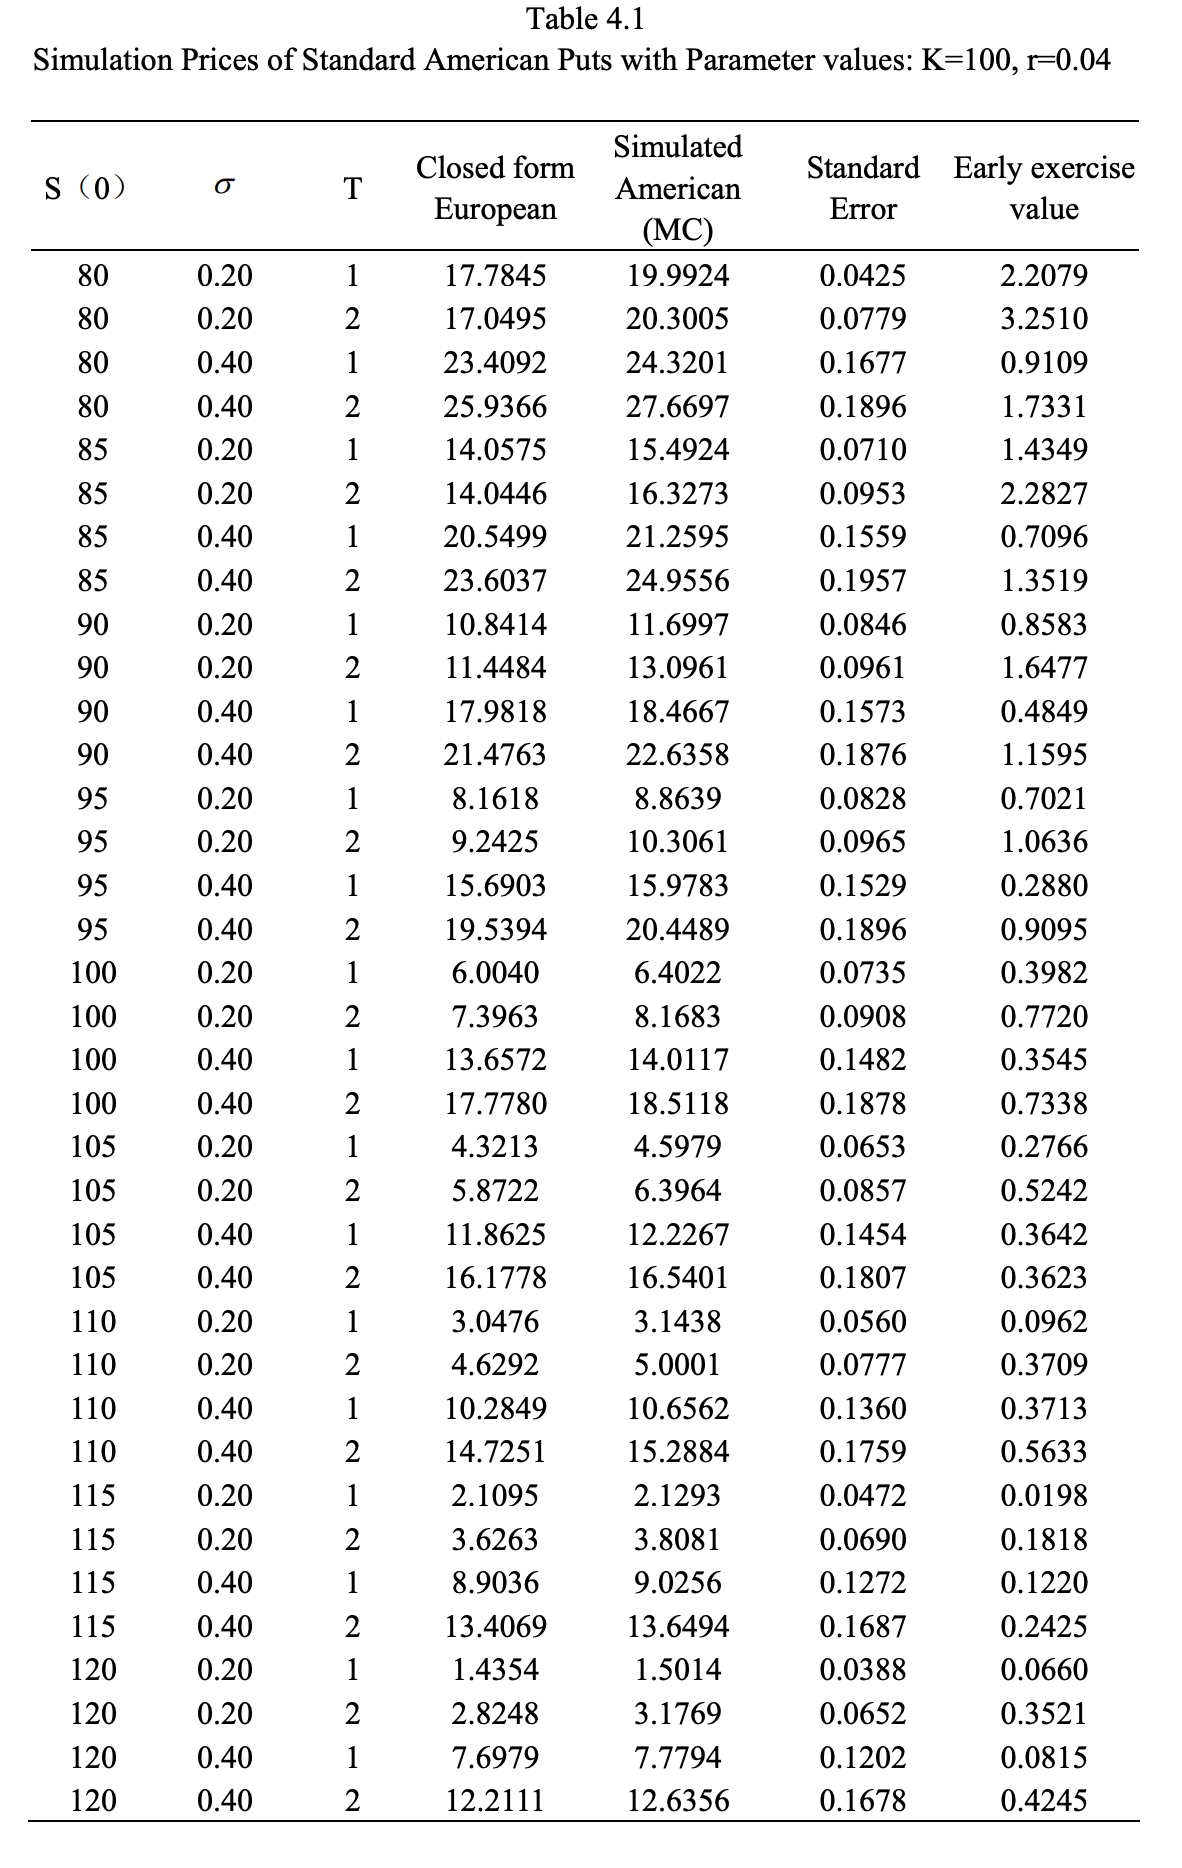 Table 4.1
Simulation Prices of Standard American Puts with Parameter values: K=100, r=0.04
S（0） σ T Closed form European Simulated American (MC) Standard Error Early exercise value
80 0.20 1 17.7845 19.9924 0.0425 2.2079
80 0.20 2 17.0495 20.3005 0.0779 3.2510
80 0.40 1 23.4092 24.3201 0.1677 0.9109
80 0.40 2 25.9366 27.6697 0.1896 1.7331
85 0.20 1 14.0575 15.4924 0.0710 1.4349
85 0.20 2 14.0446 16.3273 0.0953 2.2827
85 0.40 1 20.5499 21.2595 0.1559 0.7096
85 0.40 2 23.6037 24.9556 0.1957 1.3519
90 0.20 1 10.8414 11.6997 0.0846 0.8583
90 0.20 2 11.4484 13.0961 0.0961 1.6477
90 0.40 1 17.9818 18.4667 0.1573 0.4849
90 0.40 2 21.4763 22.6358 0.1876 1.1595
95 0.20 1 8.1618 8.8639 0.0828 0.7021
95 0.20 2 9.2425 10.3061 0.0965 1.0636
95 0.40 1 15.6903 15.9783 0.1529 0.2880
95 0.40 2 19.5394 20.4489 0.1896 0.9095
100 0.20 1 6.0040 6.4022 0.0735 0.3982
100 0.20 2 7.3963 8.1683 0.0908 0.7720
100 0.40 1 13.6572 14.0117 0.1482 0.3545
100 0.40 2 17.7780 18.5118 0.1878 0.7338
105 0.20 1 4.3213 4.5979 0.0653 0.2766
105 0.20 2 5.8722 6.3964 0.0857 0.5242
105 0.40 1 11.8625 12.2267 0.1454 0.3642
105 0.40 2 16.1778 16.5401 0.1807 0.3623
110 0.20 1 3.0476 3.1438 0.0560 0.0962
110 0.20 2 4.6292 5.0001 0.0777 0.3709
110 0.40 1 10.2849 10.6562 0.1360 0.3713
110 0.40 2 14.7251 15.2884 0.1759 0.5633
115 0.20 1 2.1095 2.1293 0.0472 0.0198
115 0.20 2 3.6263 3.8081 0.0690 0.1818
115 0.40 1 8.9036 9.0256 0.1272 0.1220
115 0.40 2 13.4069 13.6494 0.1687 0.2425
120 0.20 1 1.4354 1.5014 0.0388 0.0660
120 0.20 2 2.8248 3.1769 0.0652 0.3521
120 0.40 1 7.6979 7.7794 0.1202 0.0815
120 0.40 2 12.2111 12.6356 0.1678 0.4245